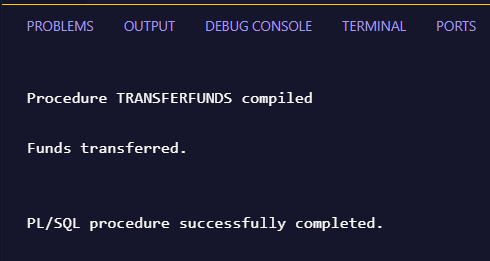 PROBLEMS OUTPUT DEBUG CONSOLE TERMINAL PORTS
Procedure TRANSFERFUNDS compiled
Funds transferred.
PL/SQL procedure successfully completed.